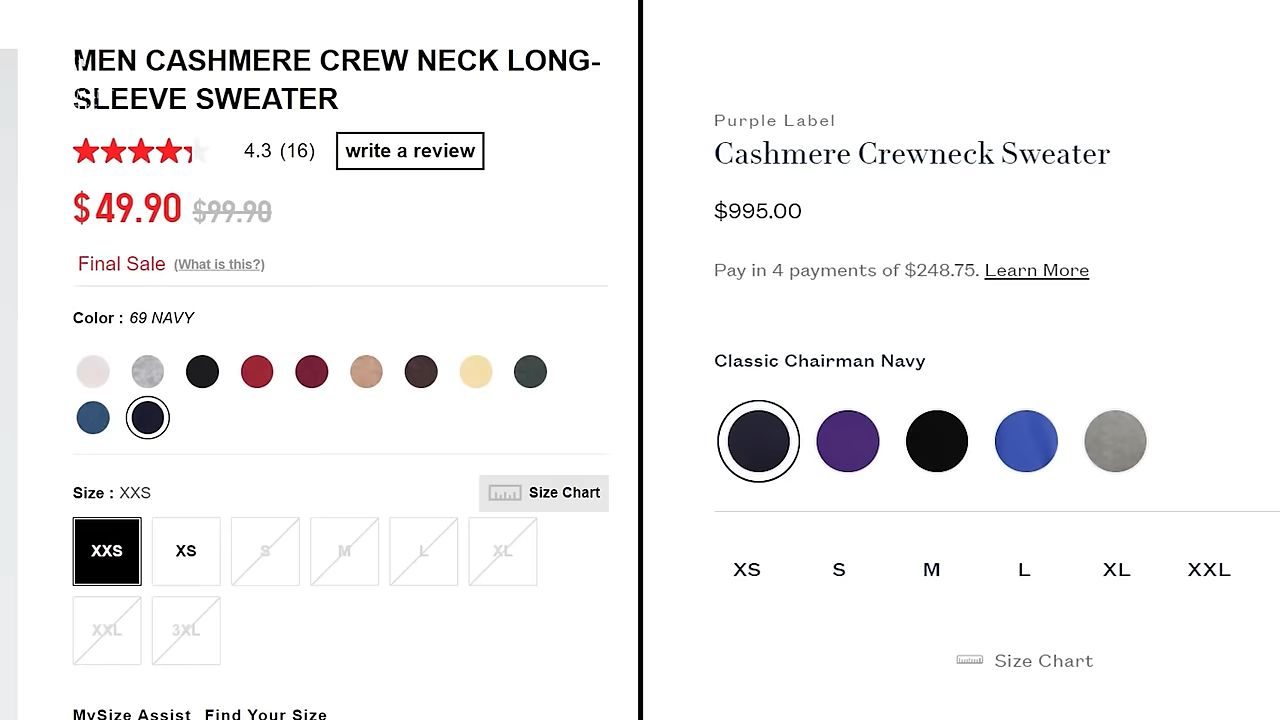 MEN CASHMERE CREW NECK LONG-
SLEEVE SWEATER
4.3 (16) write a review
$49.90 $99.90
Final Sale (What is this?)
Color : 69 NAVY
Size : XXS
Size Chart
XXS XS S M L XL
XXL 3XL
MySize Assist Find Your Size
Purple Label
Cashmere Crewneck Sweater
$995.00
Pay in 4 payments of $248.75. Learn More
Classic Chairman Navy
XS S M L XL XXL
Size Chart